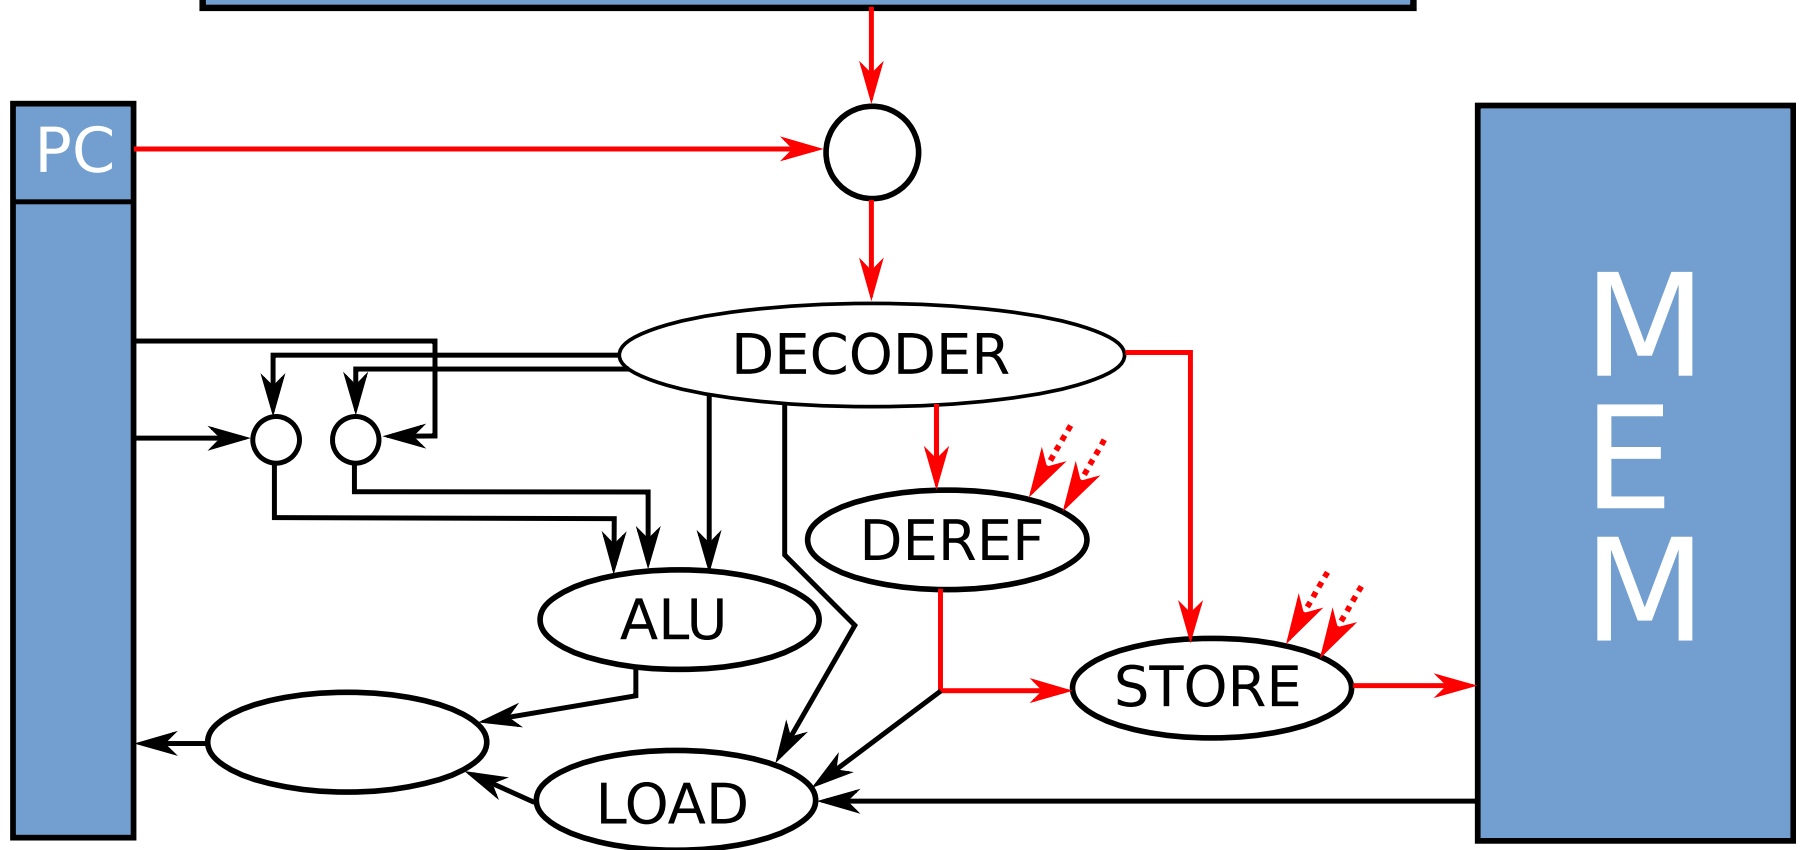 PC
DECODER
DEREF
ALU
STORE
LOAD
M
E
M